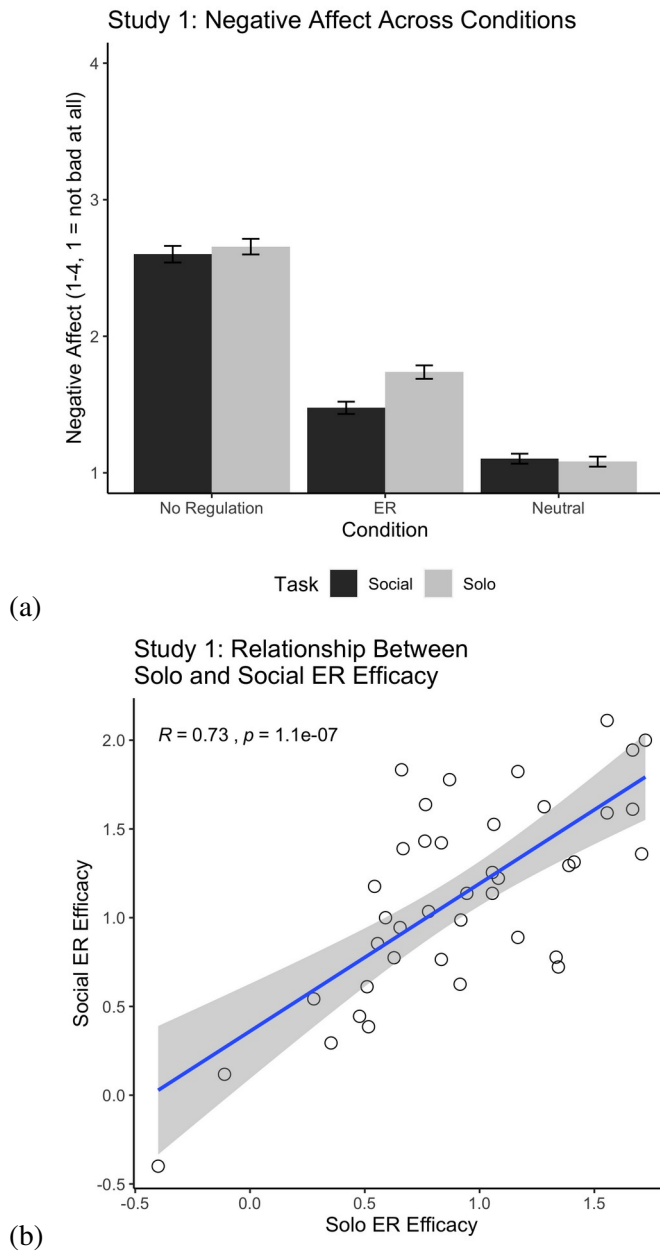 Study 1: Negative Affect Across Conditions
Negative Affect (1-4, 1 = not bad at all)
4
3
2
1
No Regulation
ER
Neutral
Condition
Task
Social
Solo
(a)
Study 1: Relationship Between
Solo and Social ER Efficacy
R = 0.73 , p = 1.1e-07
Social ER Efficacy
2.0
1.5
1.0
0.5
0.0
-0.5
-0.5
0.0
0.5
1.0
1.5
Solo ER Efficacy
(b)